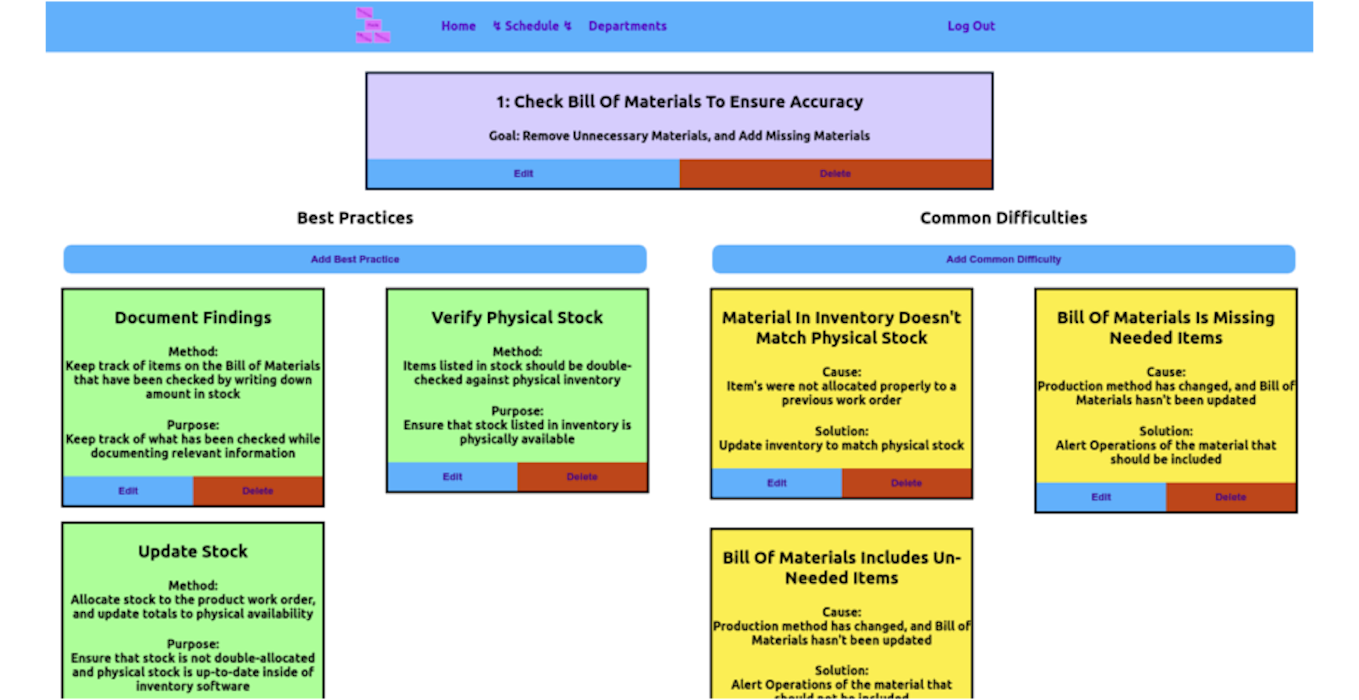 Home ↯ Schedule ↯ Departments Log Out
1: Check Bill Of Materials To Ensure Accuracy
Goal: Remove Unnecessary Materials, and Add Missing Materials
Edit Delete
Best Practices
Add Best Practice
Document Findings
Method:
Keep track of items on the Bill of Materials
that have been checked by writing down
amount in stock
Purpose:
Keep track of what has been checked while
documenting relevant information
Edit Delete
Verify Physical Stock
Method:
Items listed in stock should be double-
checked against physical inventory
Purpose:
Ensure that stock listed in inventory is
physically available
Edit Delete
Update Stock
Method:
Allocate stock to the product work order,
and update totals to physical availability
Purpose:
Ensure that stock is not double-allocated
and physical stock is up-to-date inside of
inventory software
Common Difficulties
Add Common Difficulty
Material In Inventory Doesn't
Match Physical Stock
Cause:
Item's were not allocated properly to a
previous work order
Solution:
Update inventory to match physical stock
Edit Delete
Bill Of Materials Is Missing
Needed Items
Cause:
Production method has changed, and Bill of
Materials hasn't been updated
Solution:
Alert Operations of the material that
should be included
Edit Delete
Bill Of Materials Includes Un-
Needed Items
Cause:
Production method has changed, and Bill of
Materials hasn't been updated
Solution:
Alert Operations of the material that
should not be included